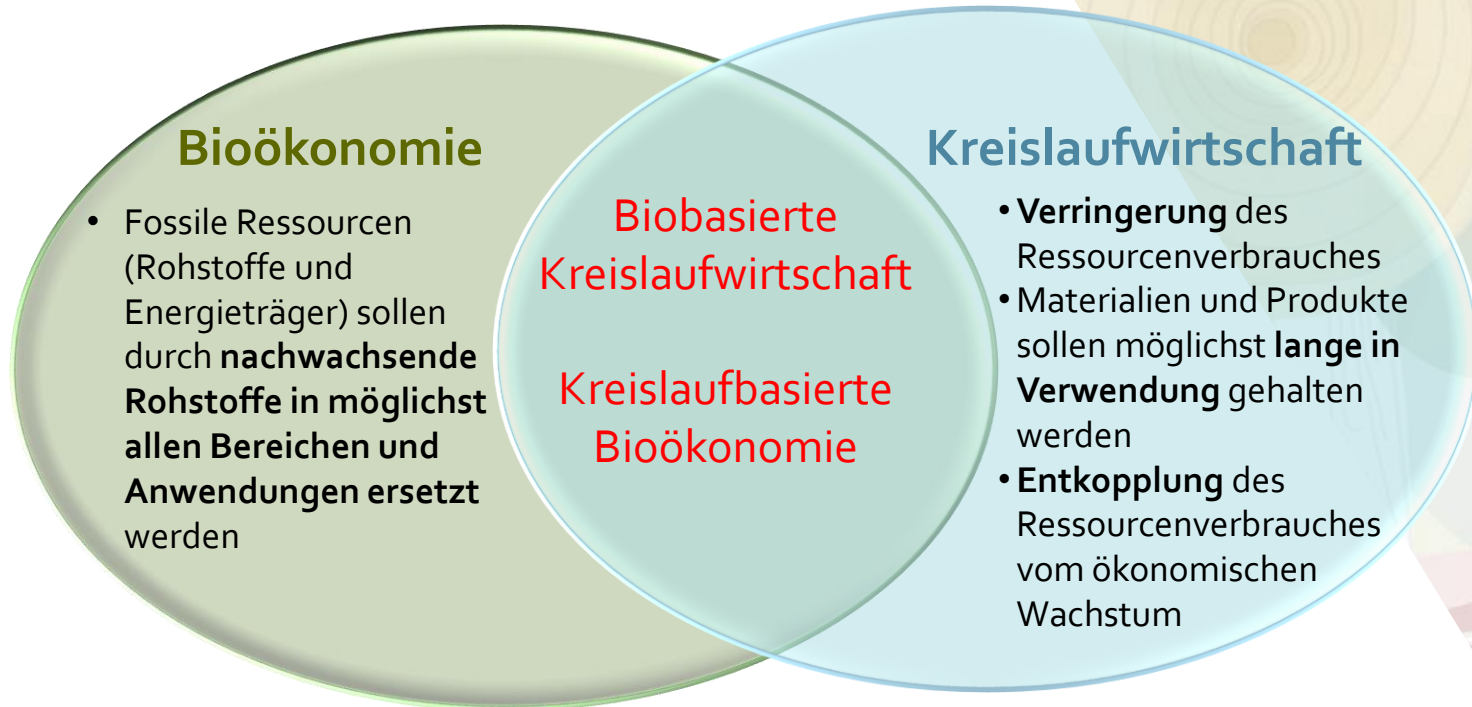 Bioökonomie
• Fossile Ressourcen
(Rohstoffe und
Energieträger) sollen
durch nachwachsende
Rohstoffe in möglichst
allen Bereichen und
Anwendungen ersetzt
werden
Biobasierte
Kreislaufwirtschaft
Kreislaufbasierte
Bioökonomie
Kreislaufwirtschaft
• Verringerung des
Ressourcenverbrauches
• Materialien und Produkte
sollen möglichst lange in
Verwendung gehalten
werden
• Entkopplung des
Ressourcenverbrauches
vom ökonomischen
Wachstum